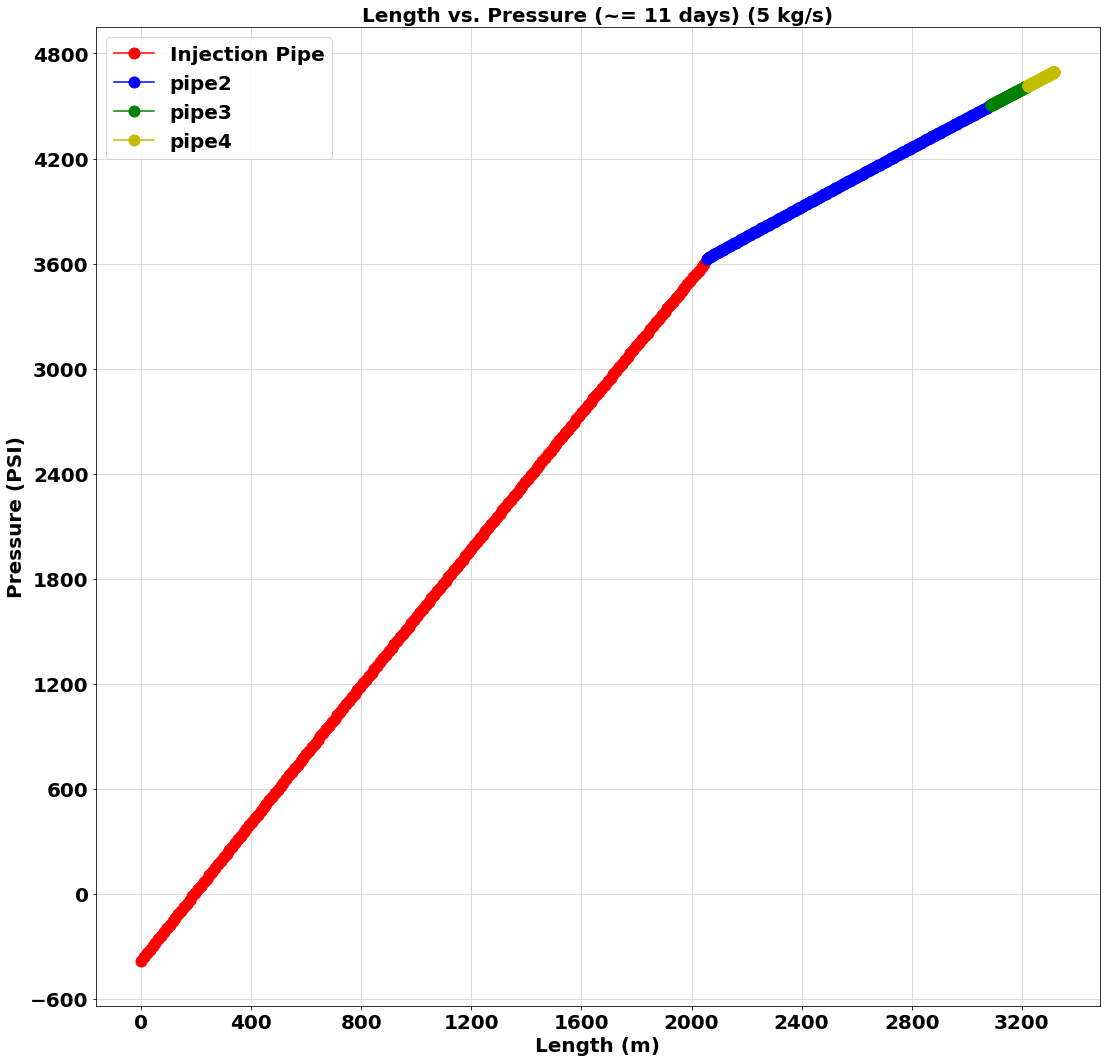 Length vs. Pressure (~= 11 days) (5 kg/s)
Injection Pipe
pipe2
pipe3
pipe4
4800
4200
3600
3000
2400
1800
1200
600
0
−600
Pressure (PSI)
0 400 800 1200 1600 2000 2400 2800 3200
Length (m)